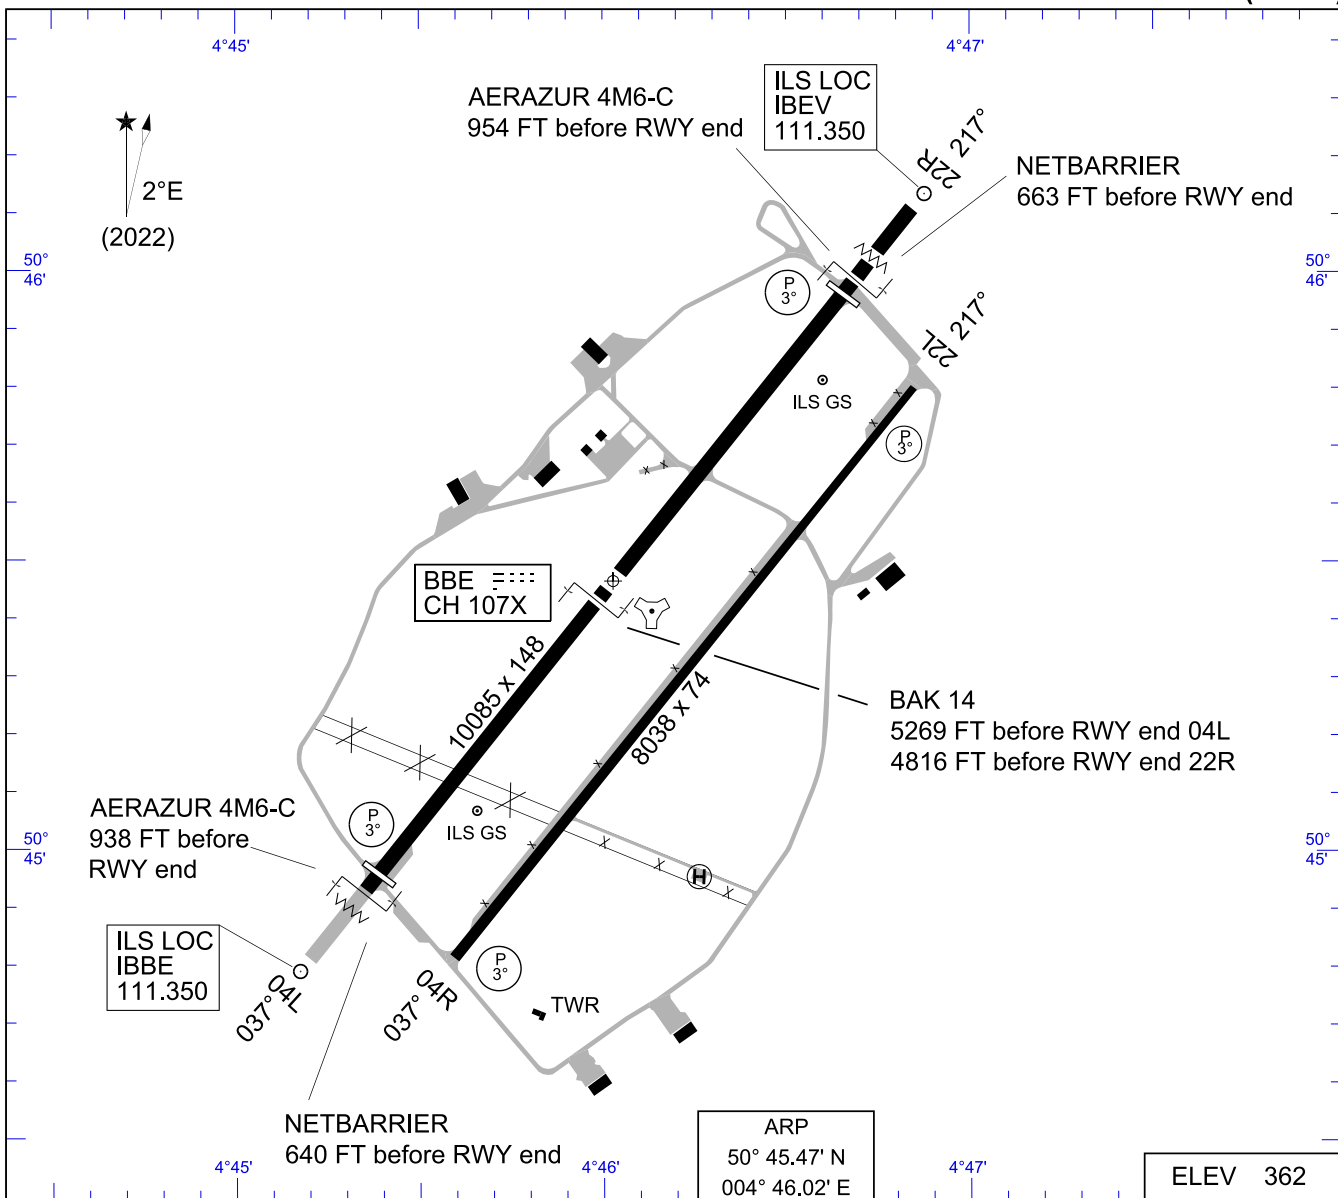 4°45'
4°47'
ILS LOC
IBEV
111.350
AERAZUR 4M6-C
954 FT before RWY end
22R 217°
NETBARRIER
663 FT before RWY end
2°E
(2022)
50°
46'
50°
46'
P
3°
22L 217°
ILS GS
P
3°
BBE
CH 107X
10085 x 148
8038 x 74
BAK 14
5269 FT before RWY end 04L
4816 FT before RWY end 22R
AERAZUR 4M6-C
938 FT before
RWY end
P
3°
ILS GS
50°
45'
50°
45'
H
ILS LOC
IBBE
111.350
04L
037°
04R
037°
P
3°
TWR
NETBARRIER
640 FT before RWY end
ARP
50° 45.47' N
004° 46.02' E
4°45'
4°46'
4°47'
ELEV 362